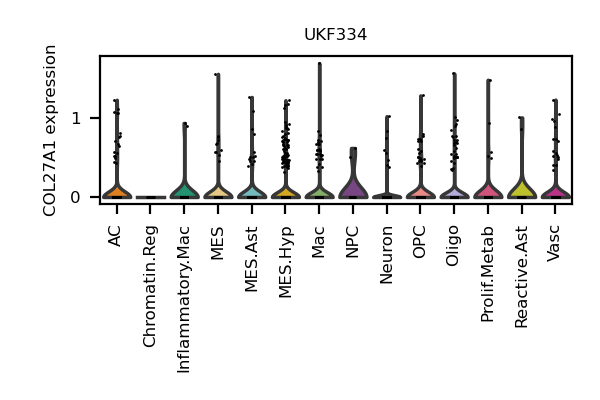 UKF334
COL27A1 expression
1
0
AC
Chromatin.Reg
Inflammatory.Mac
MES
MES.Ast
MES.Hyp
Mac
NPC
Neuron
OPC
Oligo
Prolif.Metab
Reactive.Ast
Vasc